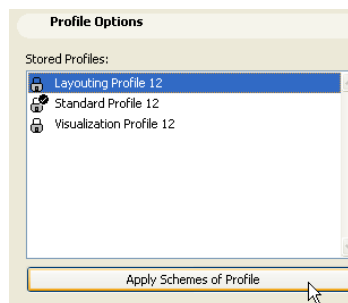 Profile Options
Stored Profiles:
Layouting Profile 12
Standard Profile 12
Visualization Profile 12
Apply Schemes of Profile